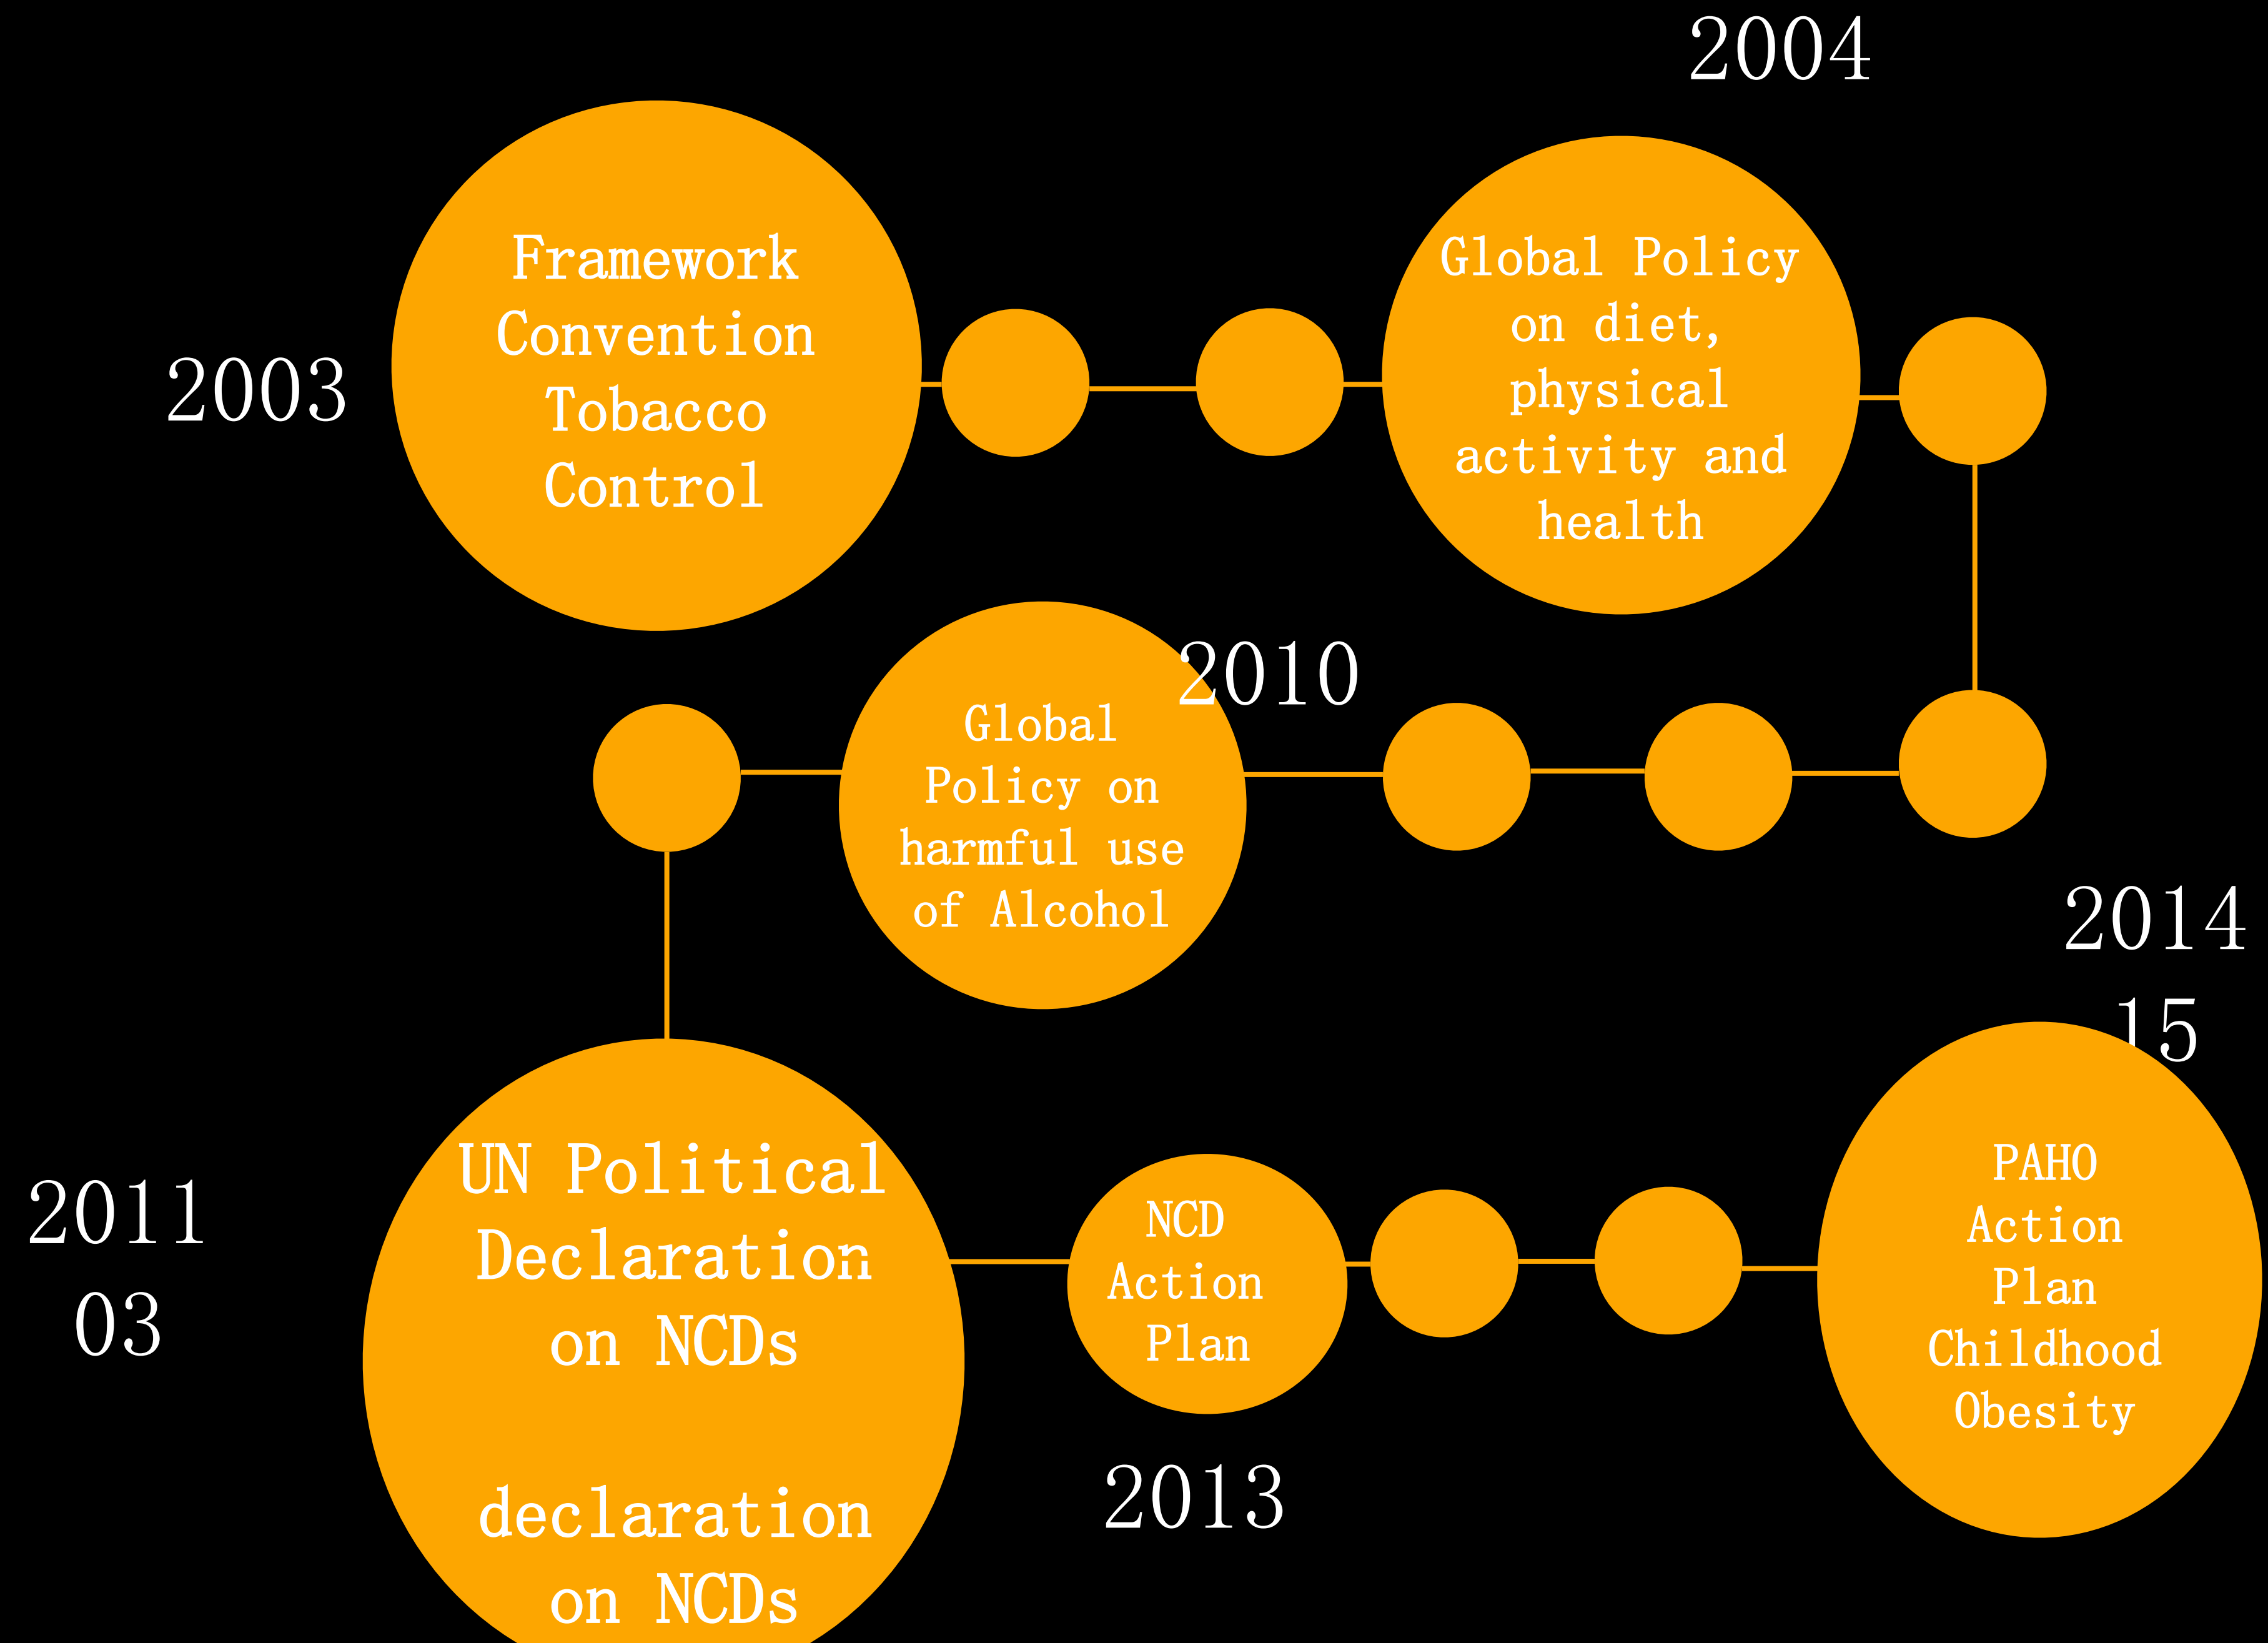 2003
Framework
Convention
Tobacco
Control
2004
Global Policy
on diet,
physical
activity and
health
2010
Global
Policy on
harmful use
of Alcohol
2011
03
UN Political
Declaration
on NCDs
declaration
on NCDs
NCD
Action
Plan
2013
2014
15
PAHO
Action
Plan
Childhood
Obesity